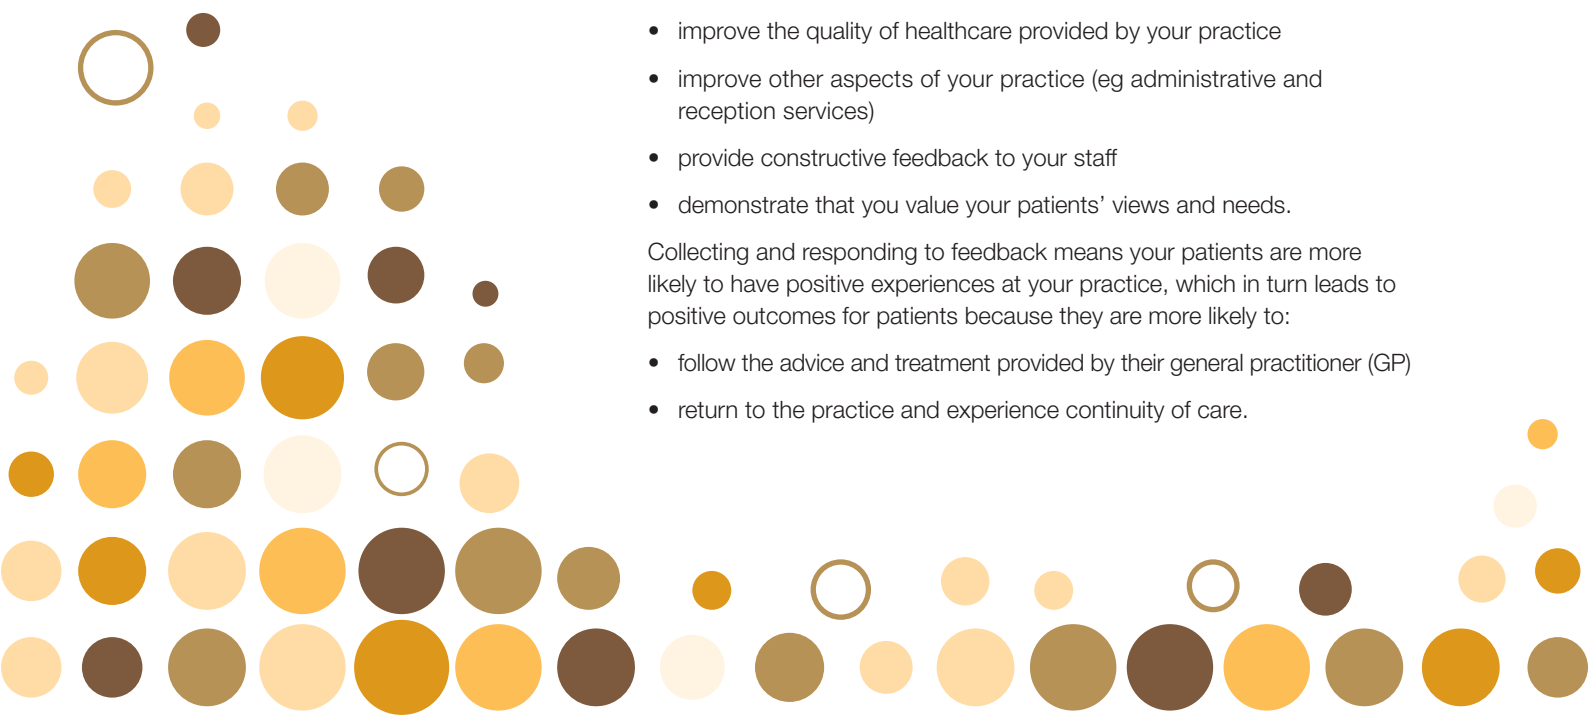 • improve the quality of healthcare provided by your practice
• improve other aspects of your practice (eg administrative and
reception services)
• provide constructive feedback to your staff
• demonstrate that you value your patients’ views and needs.
Collecting and responding to feedback means your patients are more
likely to have positive experiences at your practice, which in turn leads to
positive outcomes for patients because they are more likely to:
• follow the advice and treatment provided by their general practitioner (GP)
• return to the practice and experience continuity of care.